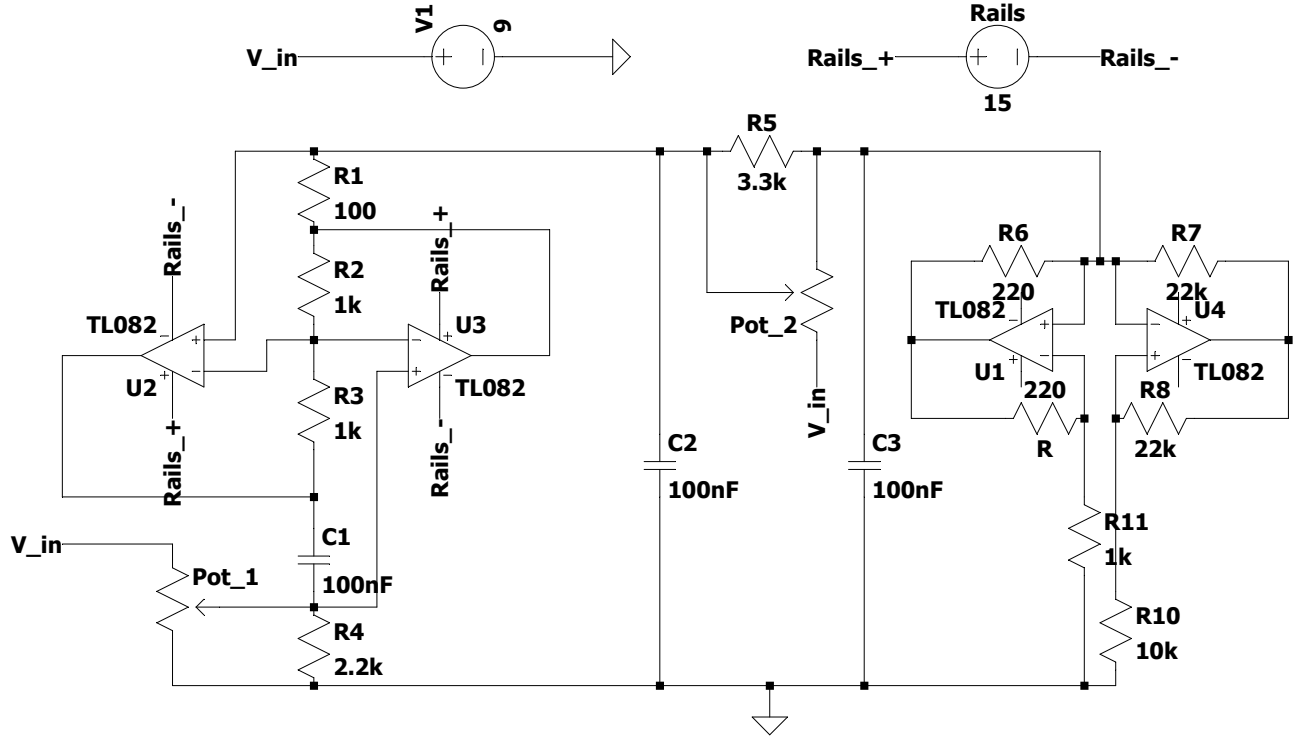 V1
9
V_in
Rails
Rails_+
Rails_-
15
R5
3.3k
R1
100
Rails_-
Rails_+
R2
1k
TL082
U2
Rails_+
U3
TL082
Rails_-
R3
1k
Pot_2
V_in
R6
220
R7
22k
TL082
U1
U4
TL082
220
R
R8
22k
C2
100nF
C3
100nF
V_in
Pot_1
C1
100nF
R4
2.2k
R11
1k
R10
10k